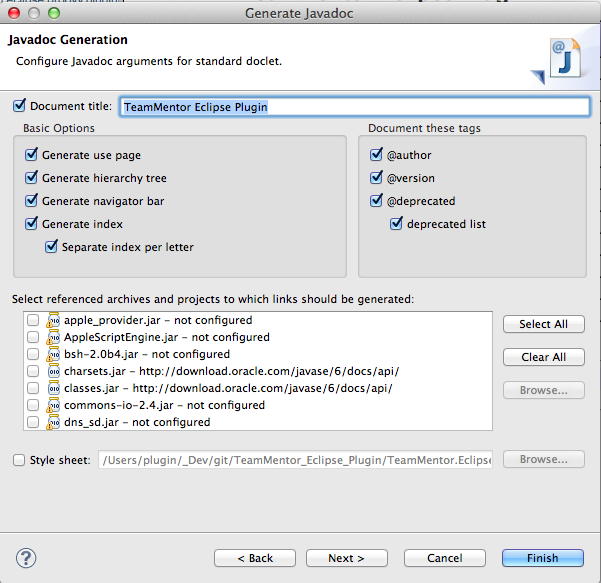 Generate Javadoc
Javadoc Generation
Configure Javadoc arguments for standard doclet.
@
J
Document title: TeamMentor Eclipse Plugin
Basic Options
Generate use page
Generate hierarchy tree
Generate navigator bar
Generate index
Separate index per letter
Document these tags
@author
@version
@deprecated
deprecated list
Select referenced archives and projects to which links should be generated:
apple_provider.jar – not configured
AppleScriptEngine.jar – not configured
bsh-2.0b4.jar – not configured
charsets.jar – http://download.oracle.com/javase/6/docs/api/
classes.jar – http://download.oracle.com/javase/6/docs/api/
commons-io-2.4.jar – not configured
dns_sd.jar – not configured
Select All
Clear All
Browse...
Style sheet: /Users/plugin/_Dev/git/TeamMentor_Eclipse_Plugin/TeamMentor.Eclipse Browse...
? < Back Next > Cancel Finish